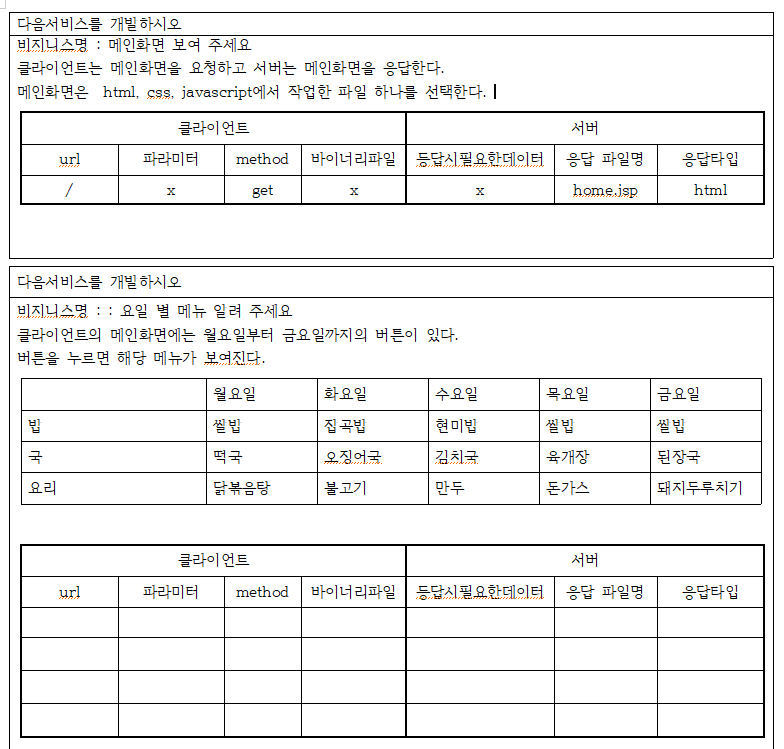 다음서비스를 개빌하시오
비지니스명 : 메인화면 보여 주세요
클라이언트는 메인화면을 요청하고 서버는 메인화면을 응답한다.
메인화면은 html, css, javascript에서 작업한 파일 하나를 선택한다.
클라이언트 서버
url 파라미터 method 바이너리파일 등답시필요한데이터 응답 파일명 응답타입
/ x get x x home.jsp html
다음서비스를 개빌하시오
비지니스명 : : 요일 별 메뉴 일려 주세요
클라이언트의 메인화면에는 월요일부터 금요일까지의 버튼이 있다.
버튼을 누르면 해당 메뉴가 보여진다.
월요일 화요일 수요일 목요일 금요일
빕 씰빕 집곡빕 현미빕 씰빕 씰빕
국 떡국 오징어국 김치국 육개장 된장국
요리 닭볶음탕 불고기 만두 돈가스 돼지두루치기
클라이언트 서버
url 파라미터 method 바이너리파일 등답시필요한데이터 응답 파일명 응답타입